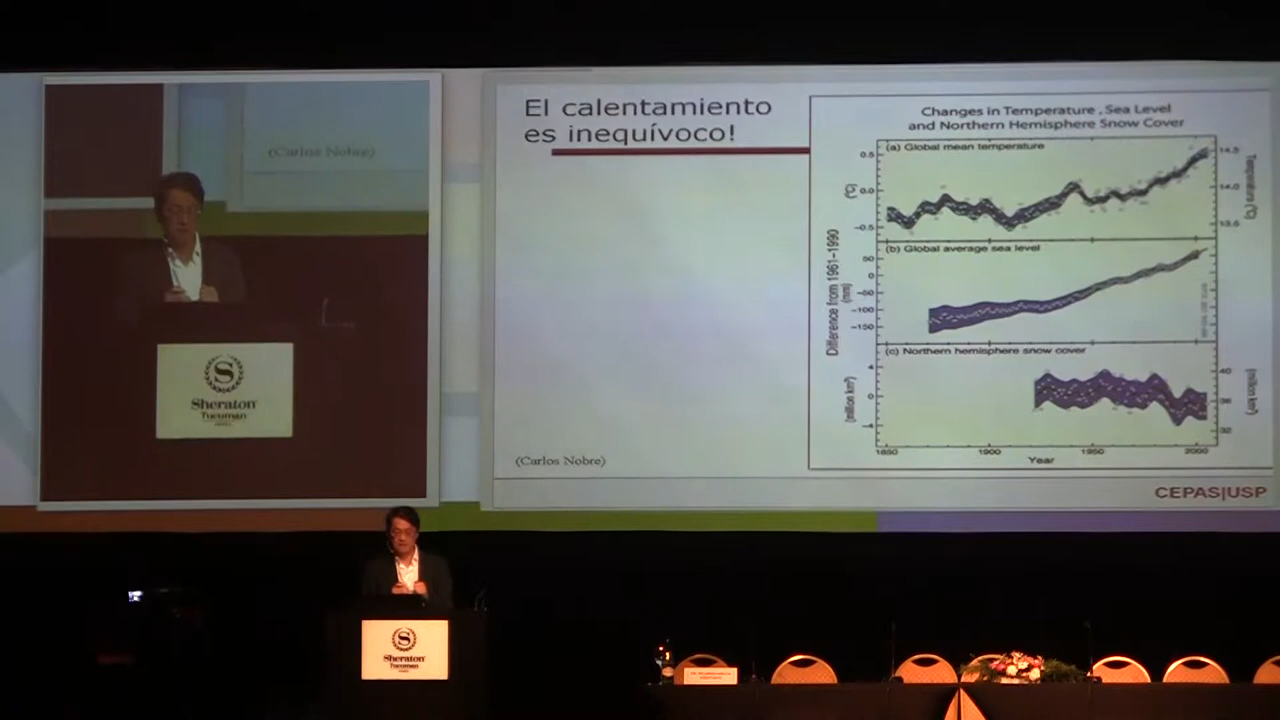 (Carlos Nobre)
S
Sheraton
Tucuman
HOTEL
El calentamiento
es inequívoco!
(Carlos Nobre)
Changes in Temperature, Sea Level
and Northern Hemisphere Snow Cover
(a) Global mean temperature
0.5
0.0
-0.5
(°C)
14.5
14.0
13.5
Temperature (°C)
(b) Global average sea level
50
0
-50
-100
-150
(mm)
Difference from 1961-1990
(c) Northern hemisphere snow cover
4
0
-4
(million km²)
40
36
32
(million km²)
1850
1900
1950
2000
Year
CEPAS|USP
S
Sheraton
Tucuman